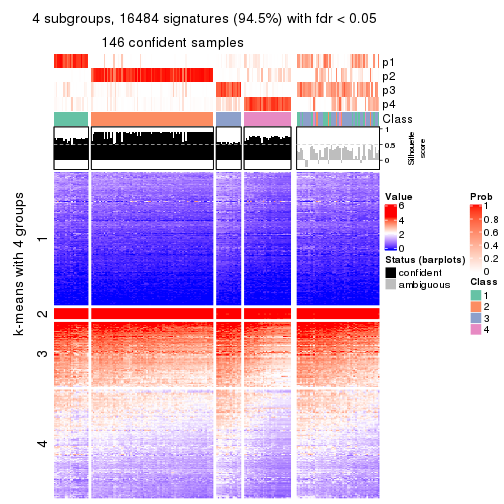 4 subgroups, 16484 signatures (94.5%) with fdr < 0.05
146 confident samples
p1
p2
p3
p4
Class
1
0.5
0
Silhouette
score
k-means with 4 groups
1
2
3
4
Value
6
4
2
0
Status (barplots)
confident
ambiguous
Prob
1
0.8
0.6
0.4
0.2
0
Class
1
2
3
4